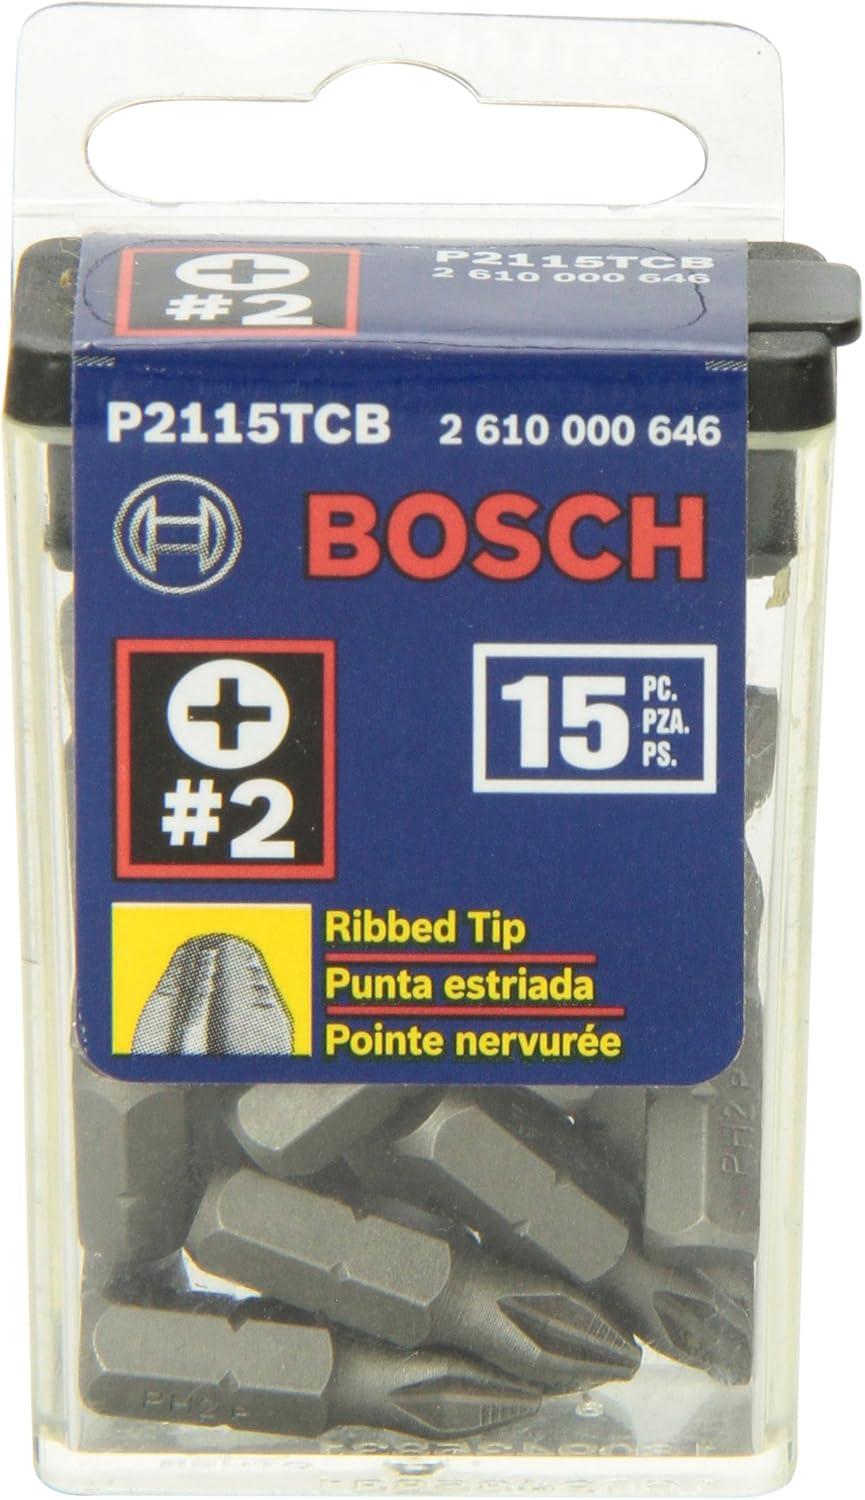 P2115TCB
2 610 000 646
#2
P2115TCB 2 610 000 646
BOSCH
#2
15 PC.
PZA.
PS.
Ribbed Tip
Punta estriada
Pointe nervurée
PH2 P
PH2 P